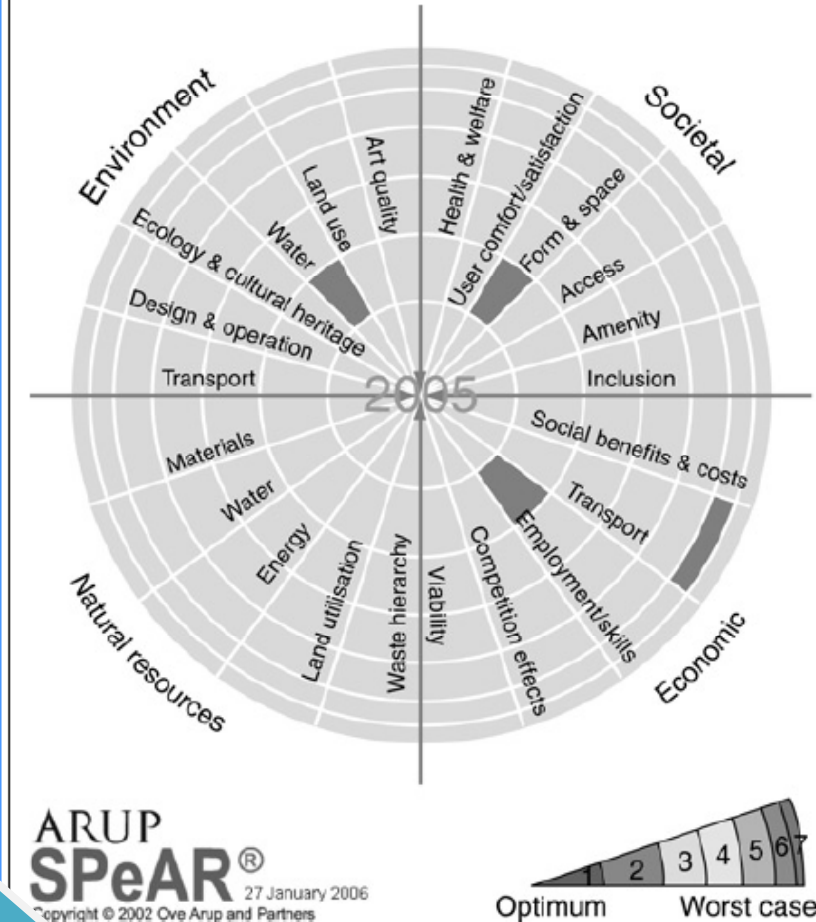 Environment
Societal
Art quality
Land use
Water
Ecology & cultural heritage
Design & operation
Transport
Health & welfare
User comfort/satisfaction
Form & space
Access
Amenity
Inclusion
2005
Materials
Water
Energy
Land utilisation
Waste hierarchy
Natural resources
Social benefits & costs
Transport
Employment/skills
Competition effects
Viability
Economic
ARUP
SPeAR®
27 January 2006
Copyright © 2002 Ove Arup and Partners
1 2 3 4 5 6 7
Optimum Worst case